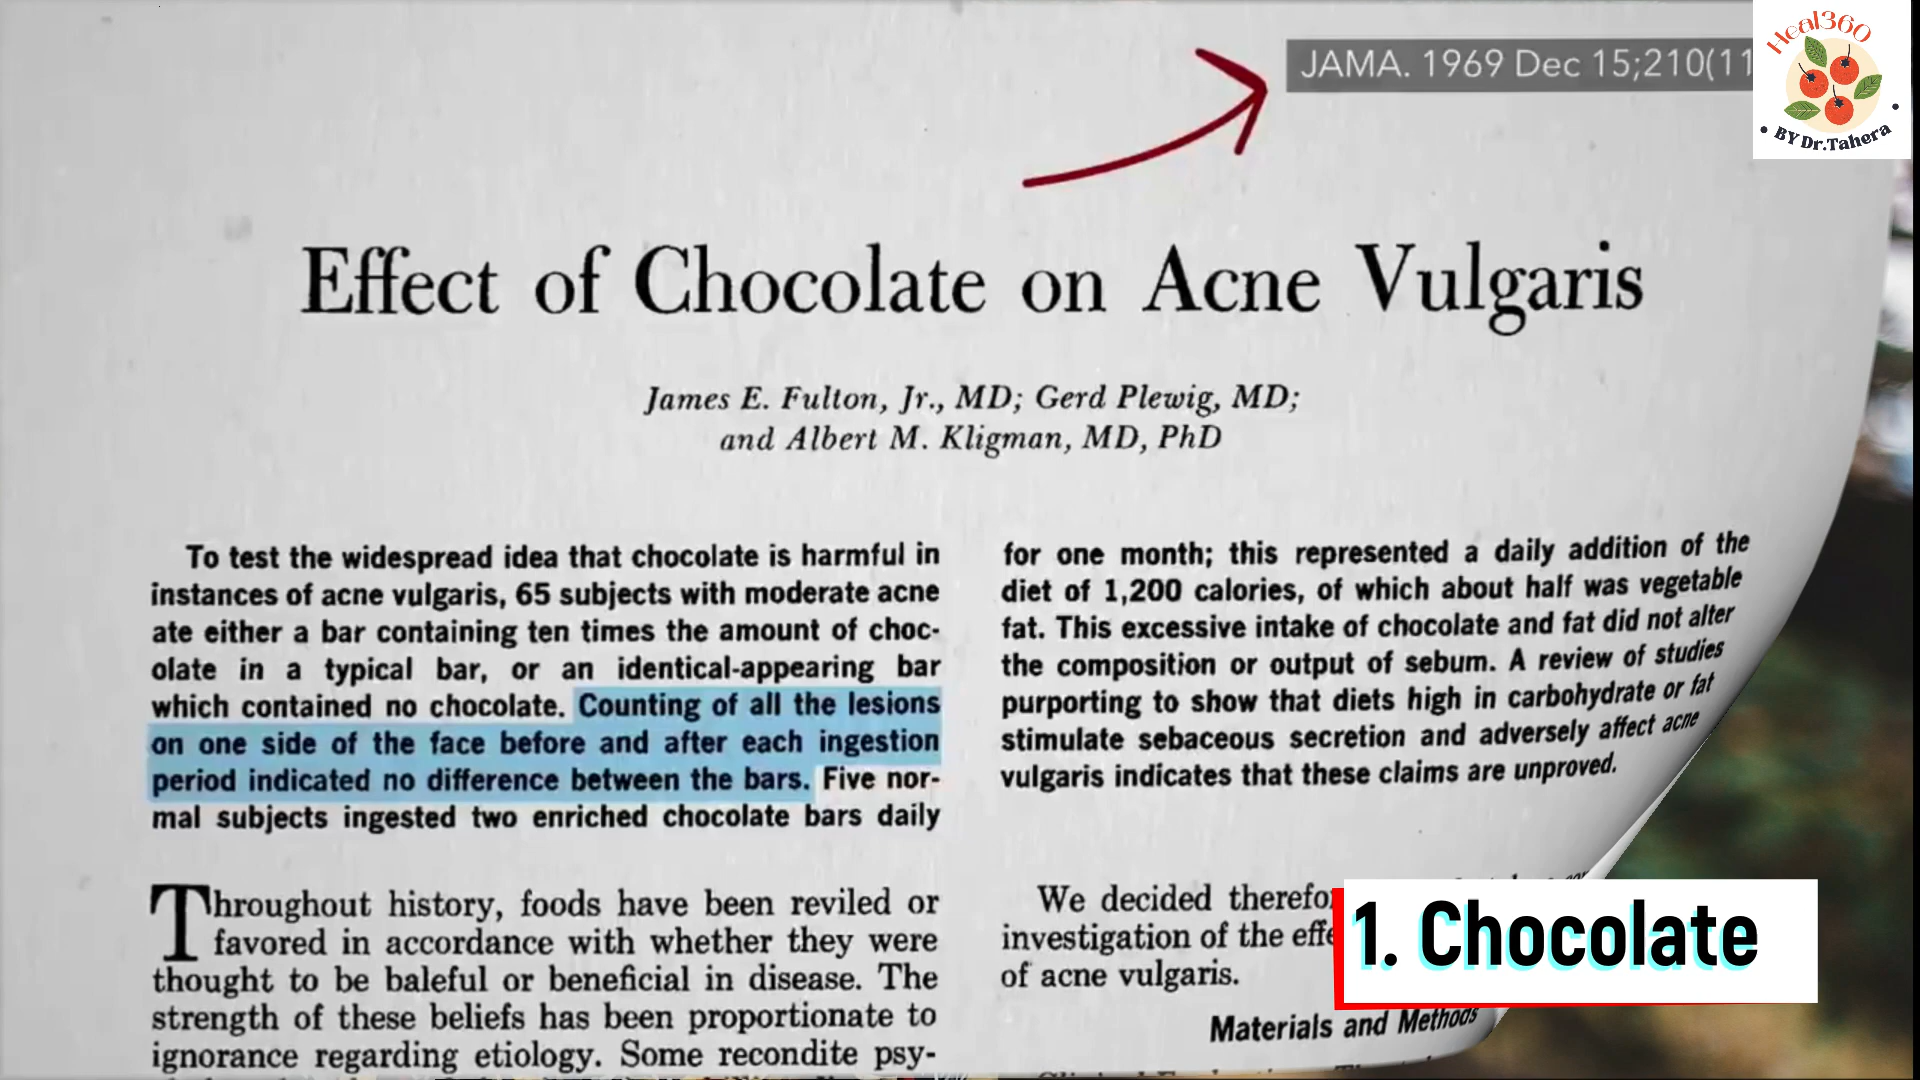 JAMA. 1969 Dec 15;210(11
Heal360
BY Dr.Tahera
Effect of Chocolate on Acne Vulgaris
James E. Fulton, Jr., MD; Gerd Plewig, MD;
and Albert M. Kligman, MD, PhD
To test the widespread idea that chocolate is harmful in
instances of acne vulgaris, 65 subjects with moderate acne
ate either a bar containing ten times the amount of choc-
olate in a typical bar, or an identical-appearing bar
which contained no chocolate. Counting of all the lesions
on one side of the face before and after each ingestion
period indicated no difference between the bars. Five nor-
mal subjects ingested two enriched chocolate bars daily
for one month; this represented a daily addition of the
diet of 1,200 calories, of which about half was vegetable
fat. This excessive intake of chocolate and fat did not alter
the composition or output of sebum. A review of studies
purporting to show that diets high in carbohydrate or fat
stimulate sebaceous secretion and adversely affect acne
vulgaris indicates that these claims are unproved.
Throughout history, foods have been reviled or
favored in accordance with whether they were
thought to be baleful or beneficial in disease. The
strength of these beliefs has been proportionate to
ignorance regarding etiology. Some recondite psy-
We decided
investigation of the
of acne vulgaris.
Materials and Methods
1. Chocolate